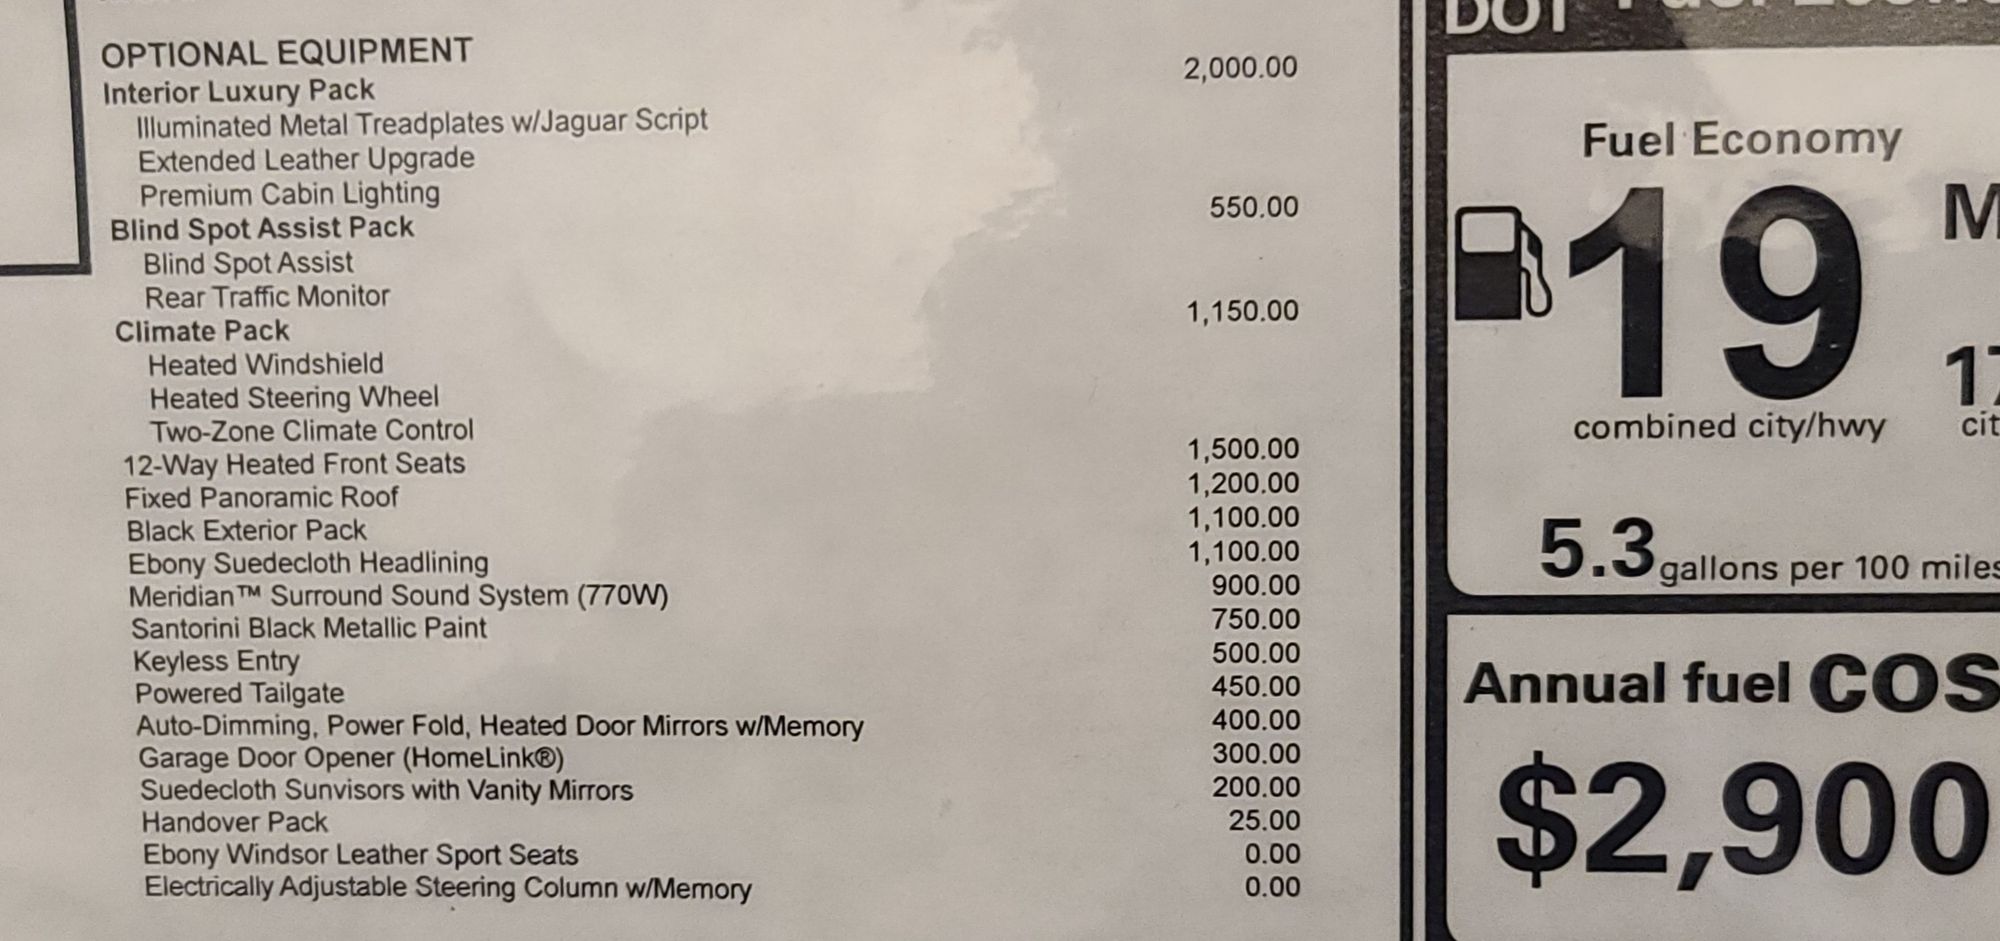 OPTIONAL EQUIPMENT
Interior Luxury Pack 2,000.00
Illuminated Metal Treadplates w/Jaguar Script
Extended Leather Upgrade
Premium Cabin Lighting
Blind Spot Assist Pack 550.00
Blind Spot Assist
Rear Traffic Monitor
Climate Pack 1,150.00
Heated Windshield
Heated Steering Wheel
Two-Zone Climate Control
12-Way Heated Front Seats 1,500.00
Fixed Panoramic Roof 1,200.00
Black Exterior Pack 1,100.00
Ebony Suedecloth Headlining 1,100.00
Meridian™ Surround Sound System (770W) 900.00
Santorini Black Metallic Paint 750.00
Keyless Entry 500.00
Powered Tailgate 450.00
Auto-Dimming, Power Fold, Heated Door Mirrors w/Memory 400.00
Garage Door Opener (HomeLink®) 300.00
Suedecloth Sunvisors with Vanity Mirrors 200.00
Handover Pack 25.00
Ebony Windsor Leather Sport Seats 0.00
Electrically Adjustable Steering Column w/Memory 0.00
DOT Fuel
Fuel Economy
19
combined city/hwy
17
cit
5.3 gallons per 100 miles
Annual fuel COS
$2,900